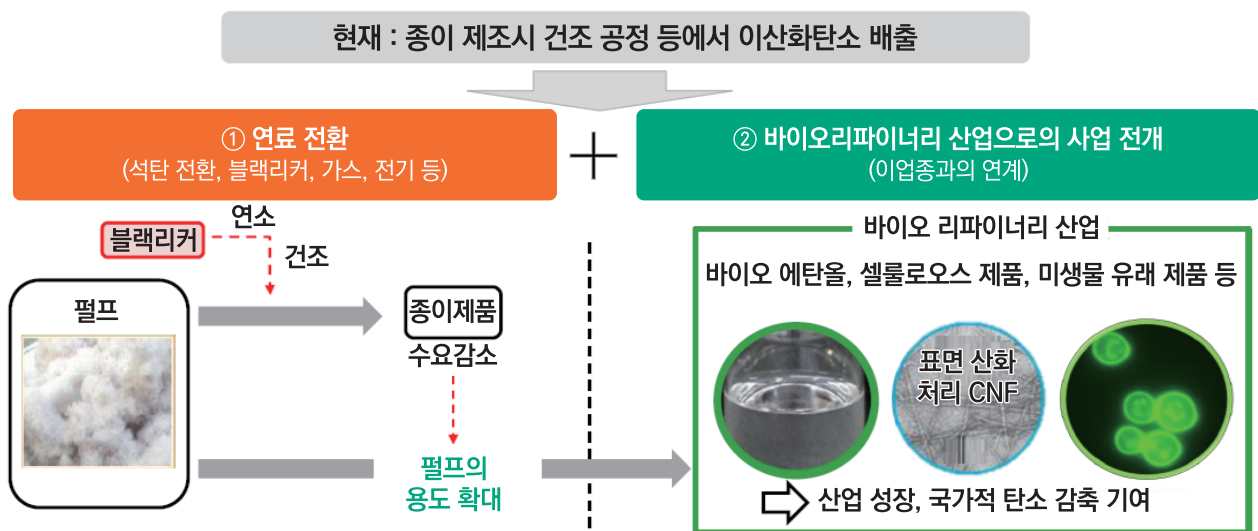 현재 : 종이 제조시 건조 공정 등에서 이산화탄소 배출
① 연료 전환
(석탄 전환, 블랙리커, 가스, 전기 등)
+
② 바이오리파이너리 산업으로의 사업 전개
(이업종과의 연계)
블랙리커
연소
건조
펄프
종이제품
수요감소
펄프의
용도 확대
바이오 리파이너리 산업
바이오 에탄올, 셀룰로오스 제품, 미생물 유래 제품 등
표면 산화
처리 CNF
산업 성장, 국가적 탄소 감축 기여